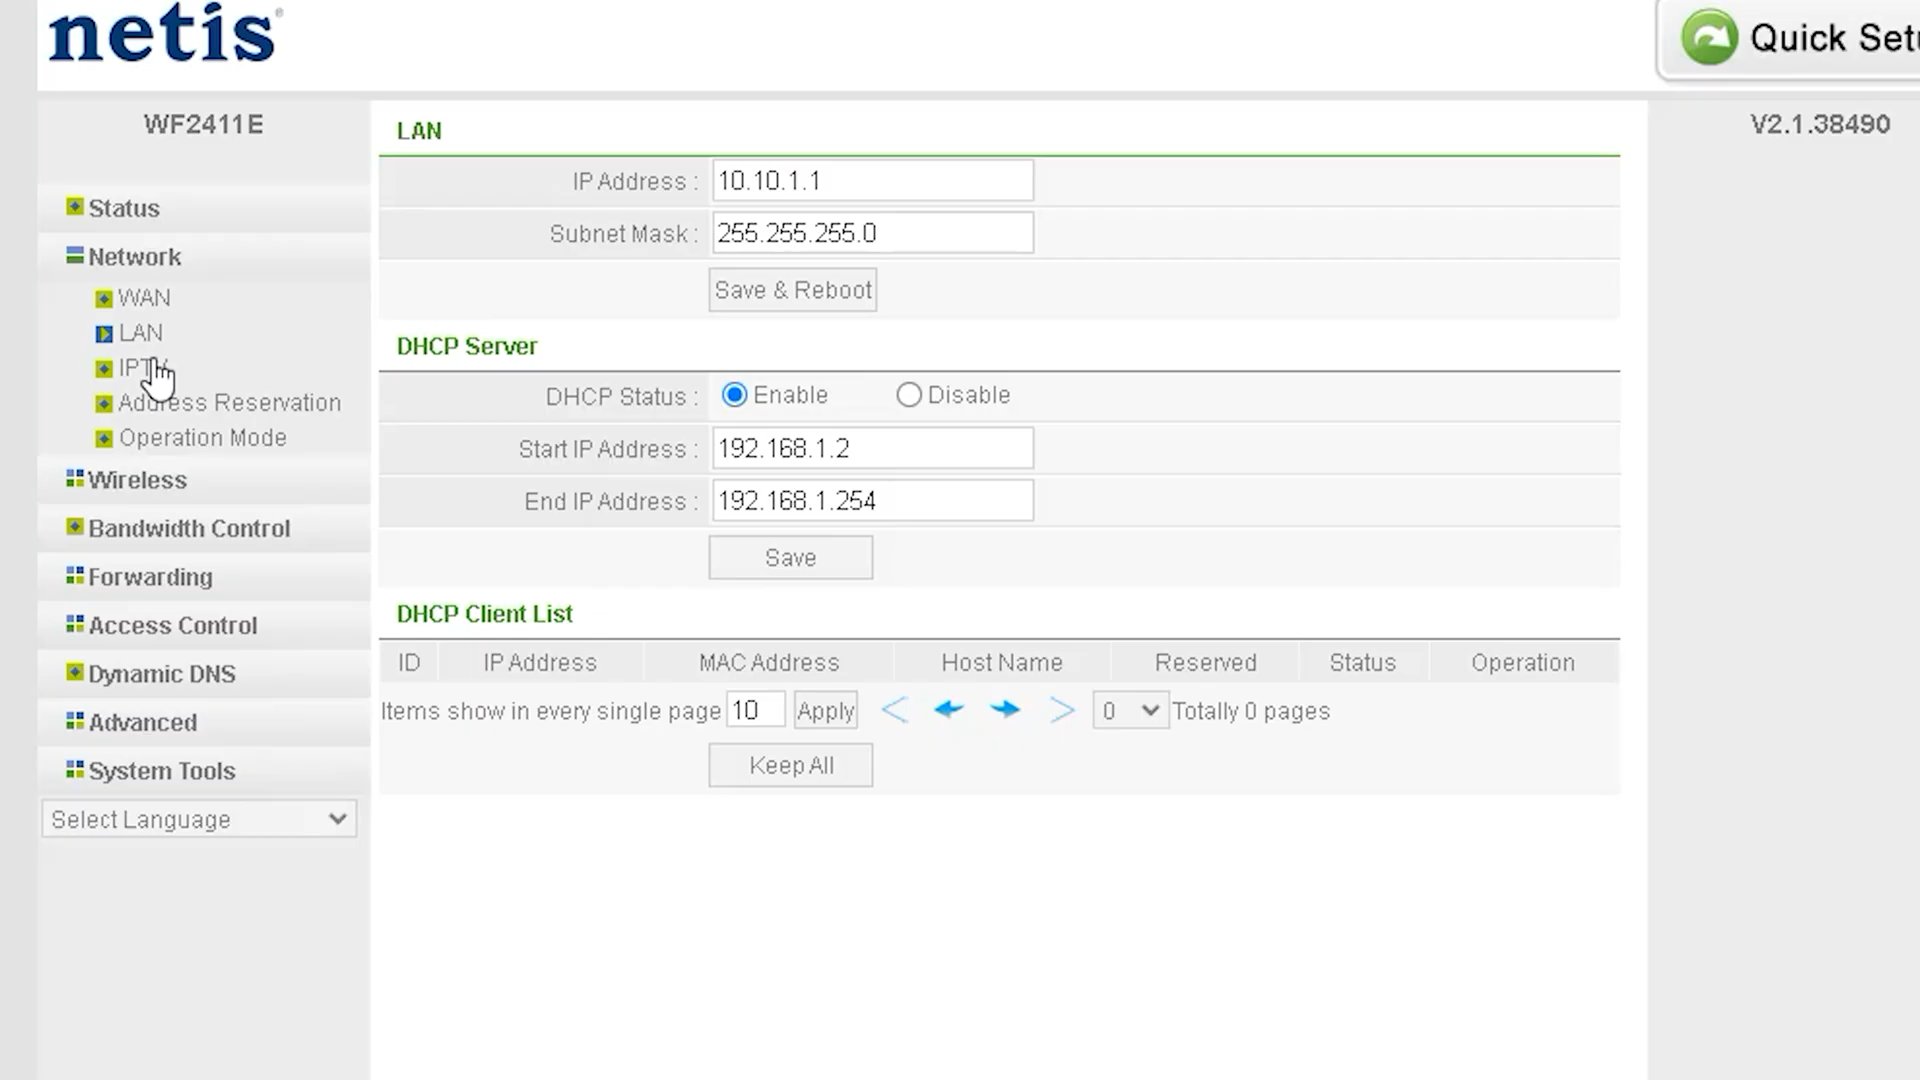 netis®
Quick Set
WF2411E
V2.1.38490
Status
Network
WAN
LAN
Address Reservation
Operation Mode
Wireless
Bandwidth Control
Forwarding
Access Control
Dynamic DNS
Advanced
System Tools
Select Language
LAN
IP Address : 10.10.1.1
Subnet Mask : 255.255.255.0
Save & Reboot
DHCP Server
DHCP Status : Enable Disable
Start IP Address : 192.168.1.2
End IP Address : 192.168.1.254
Save
DHCP Client List
ID IP Address MAC Address Host Name Reserved Status Operation
Items show in every single page 10 Apply < > 0 Totally 0 pages
Keep All